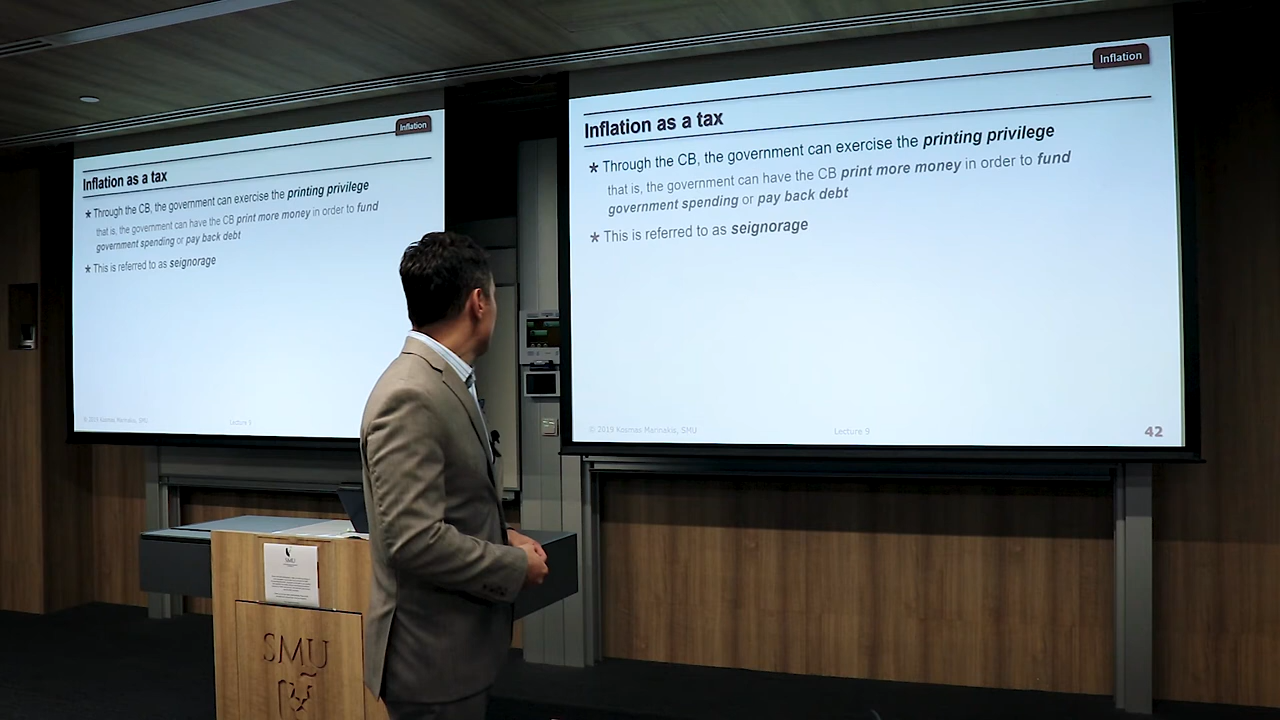 Inflation
Inflation as a tax
* Through the CB, the government can exercise the printing privilege
that is, the government can have the CB print more money in order to fund
government spending or pay back debt
* This is referred to as seignorage
© 2019 Kosmas Marinakis, SMU
Lecture 9
Inflation
Inflation as a tax
* Through the CB, the government can exercise the printing privilege
that is, the government can have the CB print more money in order to fund
government spending or pay back debt
* This is referred to as seignorage
© 2019 Kosmas Marinakis, SMU
Lecture 9
42
SMU
SMU